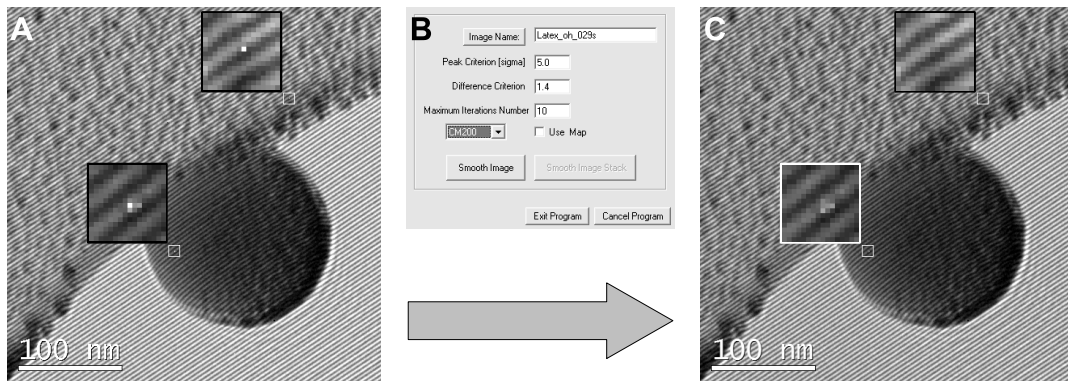 A
100 nm
B
Image Name:
Latex_oh_029s
Peak Criterion [sigma]
5.0
Difference Criterion
1.4
Maximum Iterations Number
10
CM200
Use Map
Smooth Image
Smooth Image Stack
Exit Program
Cancel Program
C
100 nm